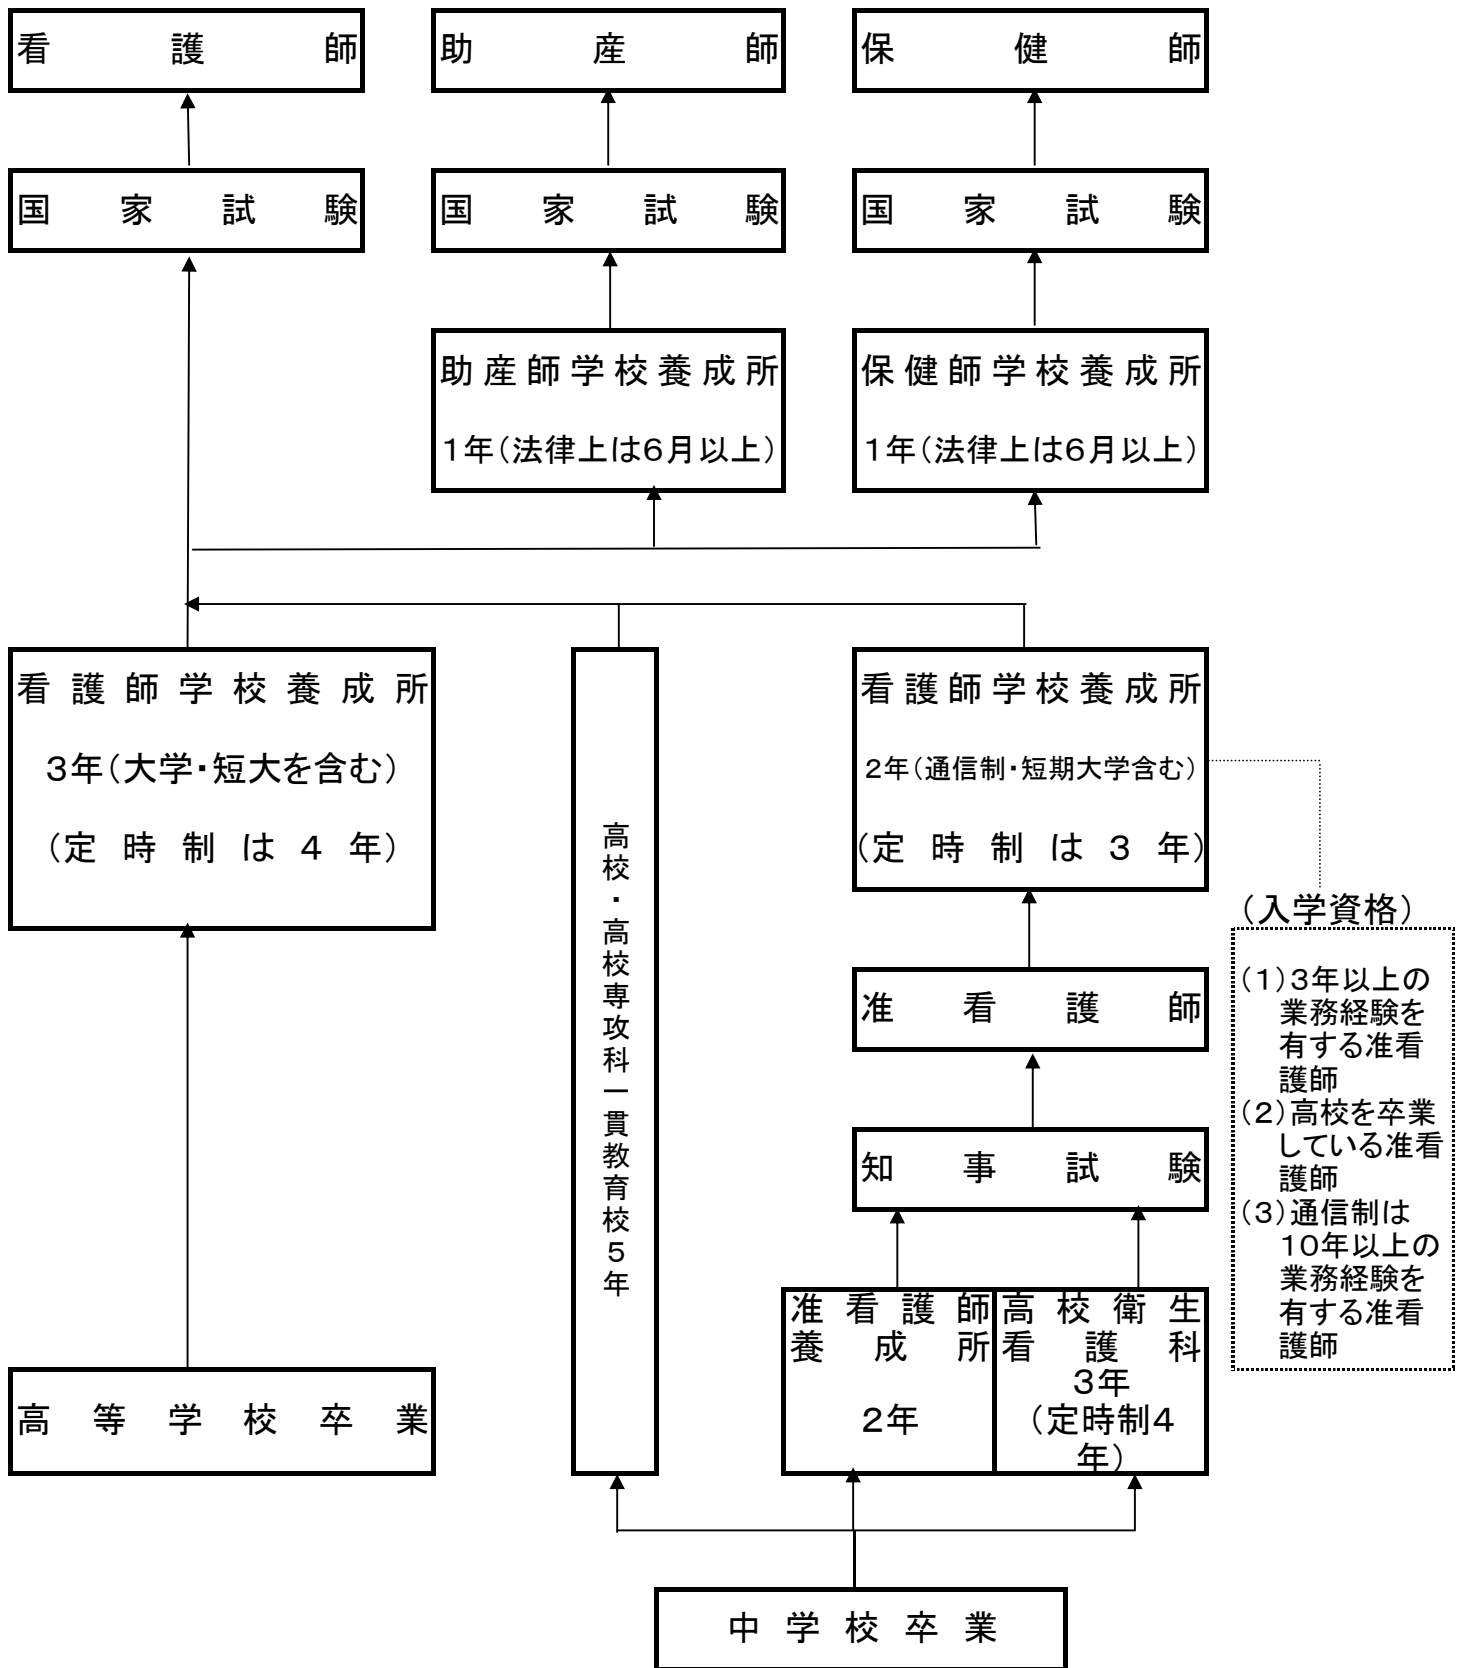 看護師
助産師
保健師
国家試験
国家試験
国家試験
助産師学校養成所
1年(法律上は6月以上)
保健師学校養成所
1年(法律上は6月以上)
看護師学校養成所
3年(大学・短大を含む)
(定時制は4年)
高校・高校専攻科一貫教育校5年
看護師学校養成所
2年(通信制・短期大学含む)
(定時制は3年)
(入学資格)
(1)3年以上の
業務経験を
有する准看
護師
(2)高校を卒業
している准看
護師
(3)通信制は
10年以上の
業務経験を
有する准看
護師
准看護師
知事試験
准看護師
養成所
2年
高校衛生
看護科
3年
(定時制4
年)
高等学校卒業
中学校卒業